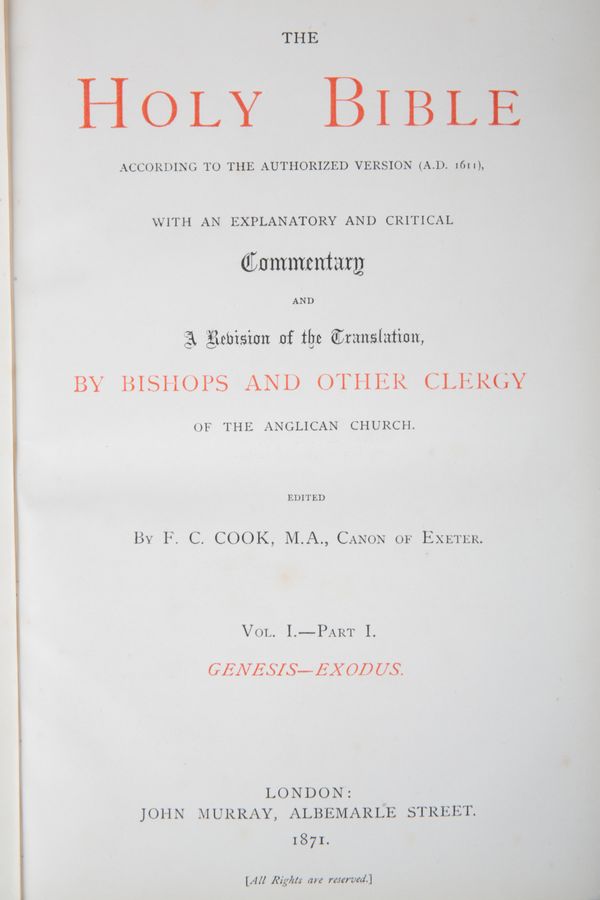 THE
HOLY BIBLE
ACCORDING TO THE AUTHORIZED VERSION (A.D. 1611),
WITH AN EXPLANATORY AND CRITICAL
Commentary
AND
A Revision of the Translation,
BY BISHOPS AND OTHER CLERGY
OF THE ANGLICAN CHURCH.
EDITED
BY F. C. COOK, M.A., CANON OF EXETER.
VOL. I.—PART I.
GENESIS—EXODUS.
LONDON:
JOHN MURRAY, ALBEMARLE STREET.
1871.
[All Rights are reserved.]